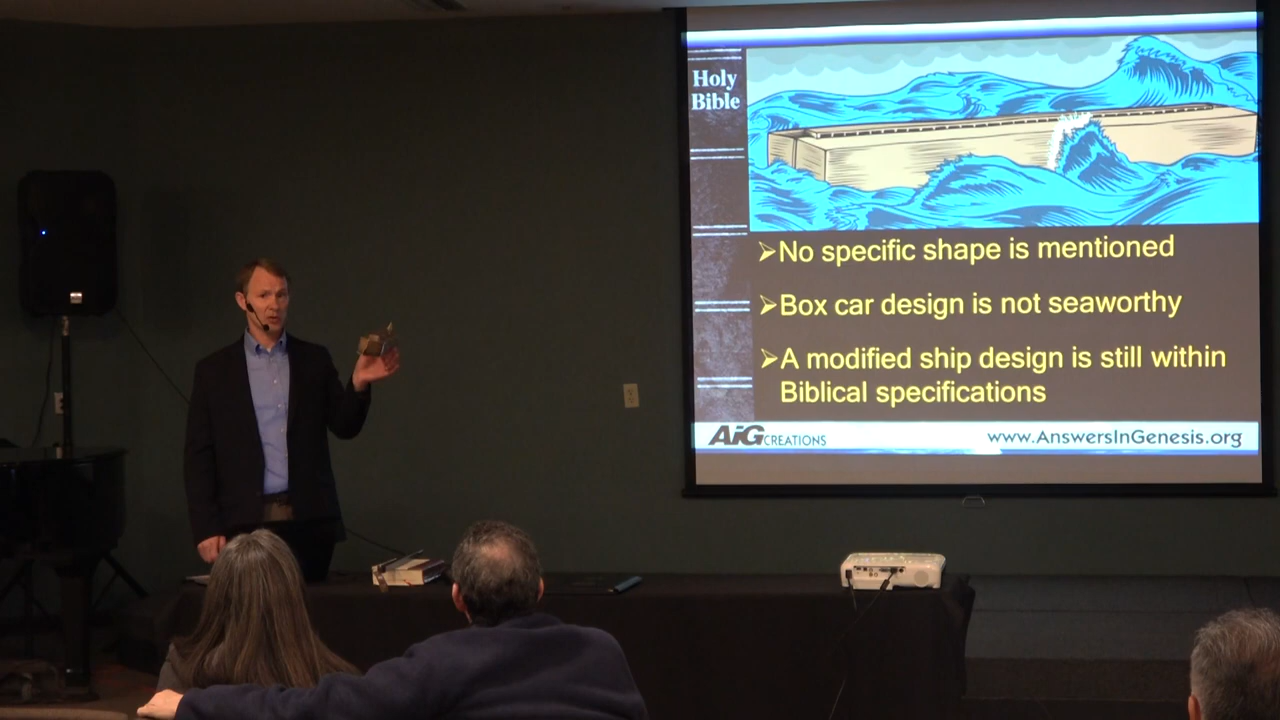 Holy
Bible
➢No specific shape is mentioned
➢Box car design is not seaworthy
➢A modified ship design is still within
Biblical specifications
AiG CREATIONS
www.AnswersInGenesis.org